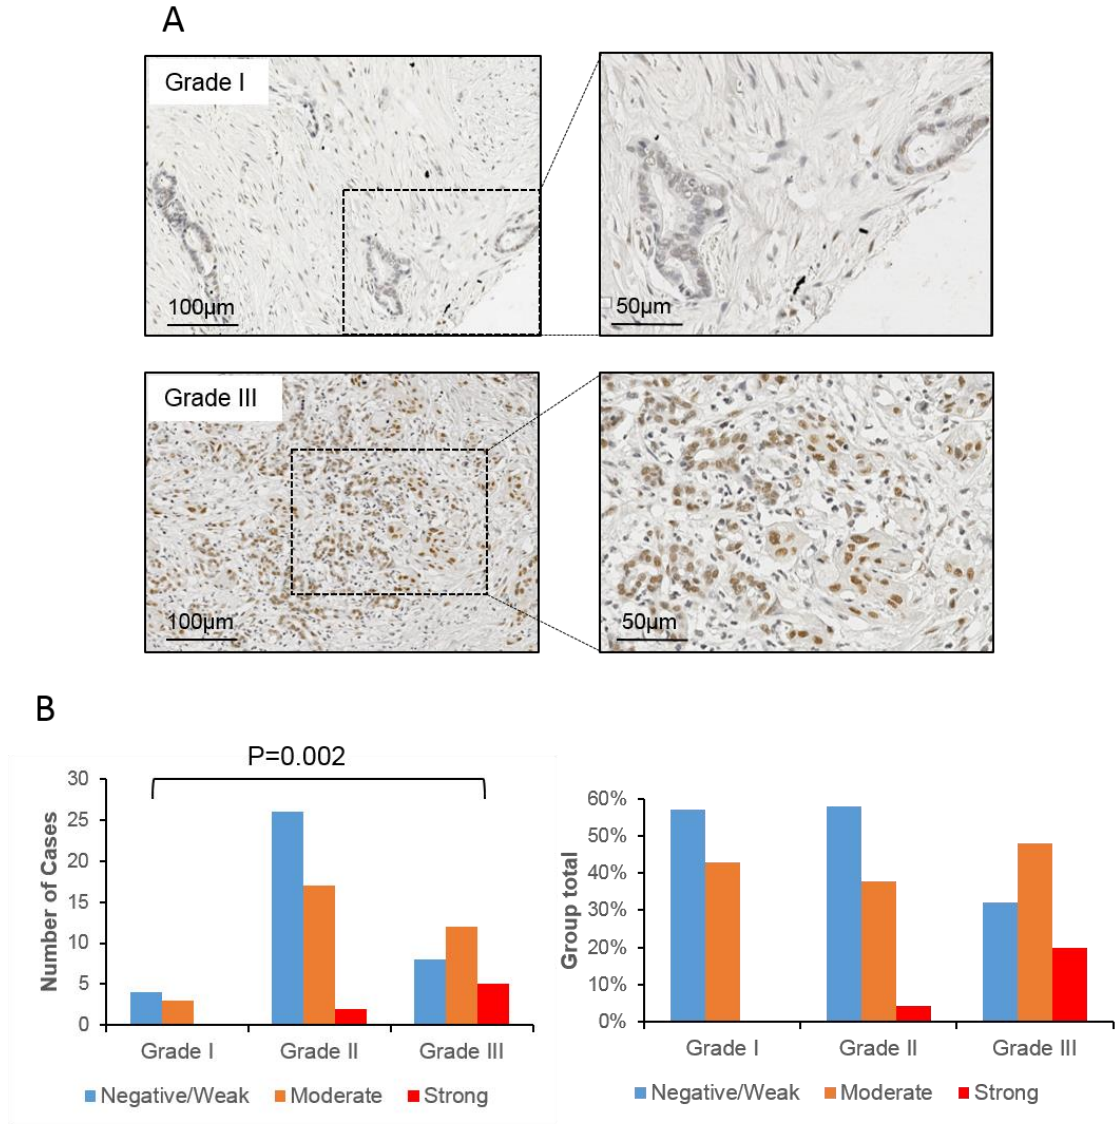 A
Grade I
100µm
50µm
Grade III
100µm
50µm
B
P=0.002
Number of Cases
30
25
20
15
10
5
0
Grade I Grade II Grade III
Negative/Weak Moderate Strong
Group total
60%
50%
40%
30%
20%
10%
0%
Grade I Grade II Grade III
Negative/Weak Moderate Strong